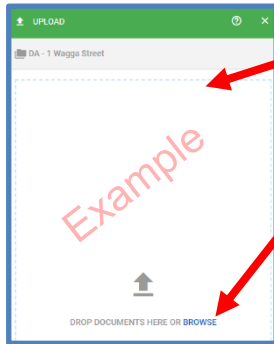 UPLOAD
DA - 1 Wagga Street
Example
DROP DOCUMENTS HERE OR BROWSE